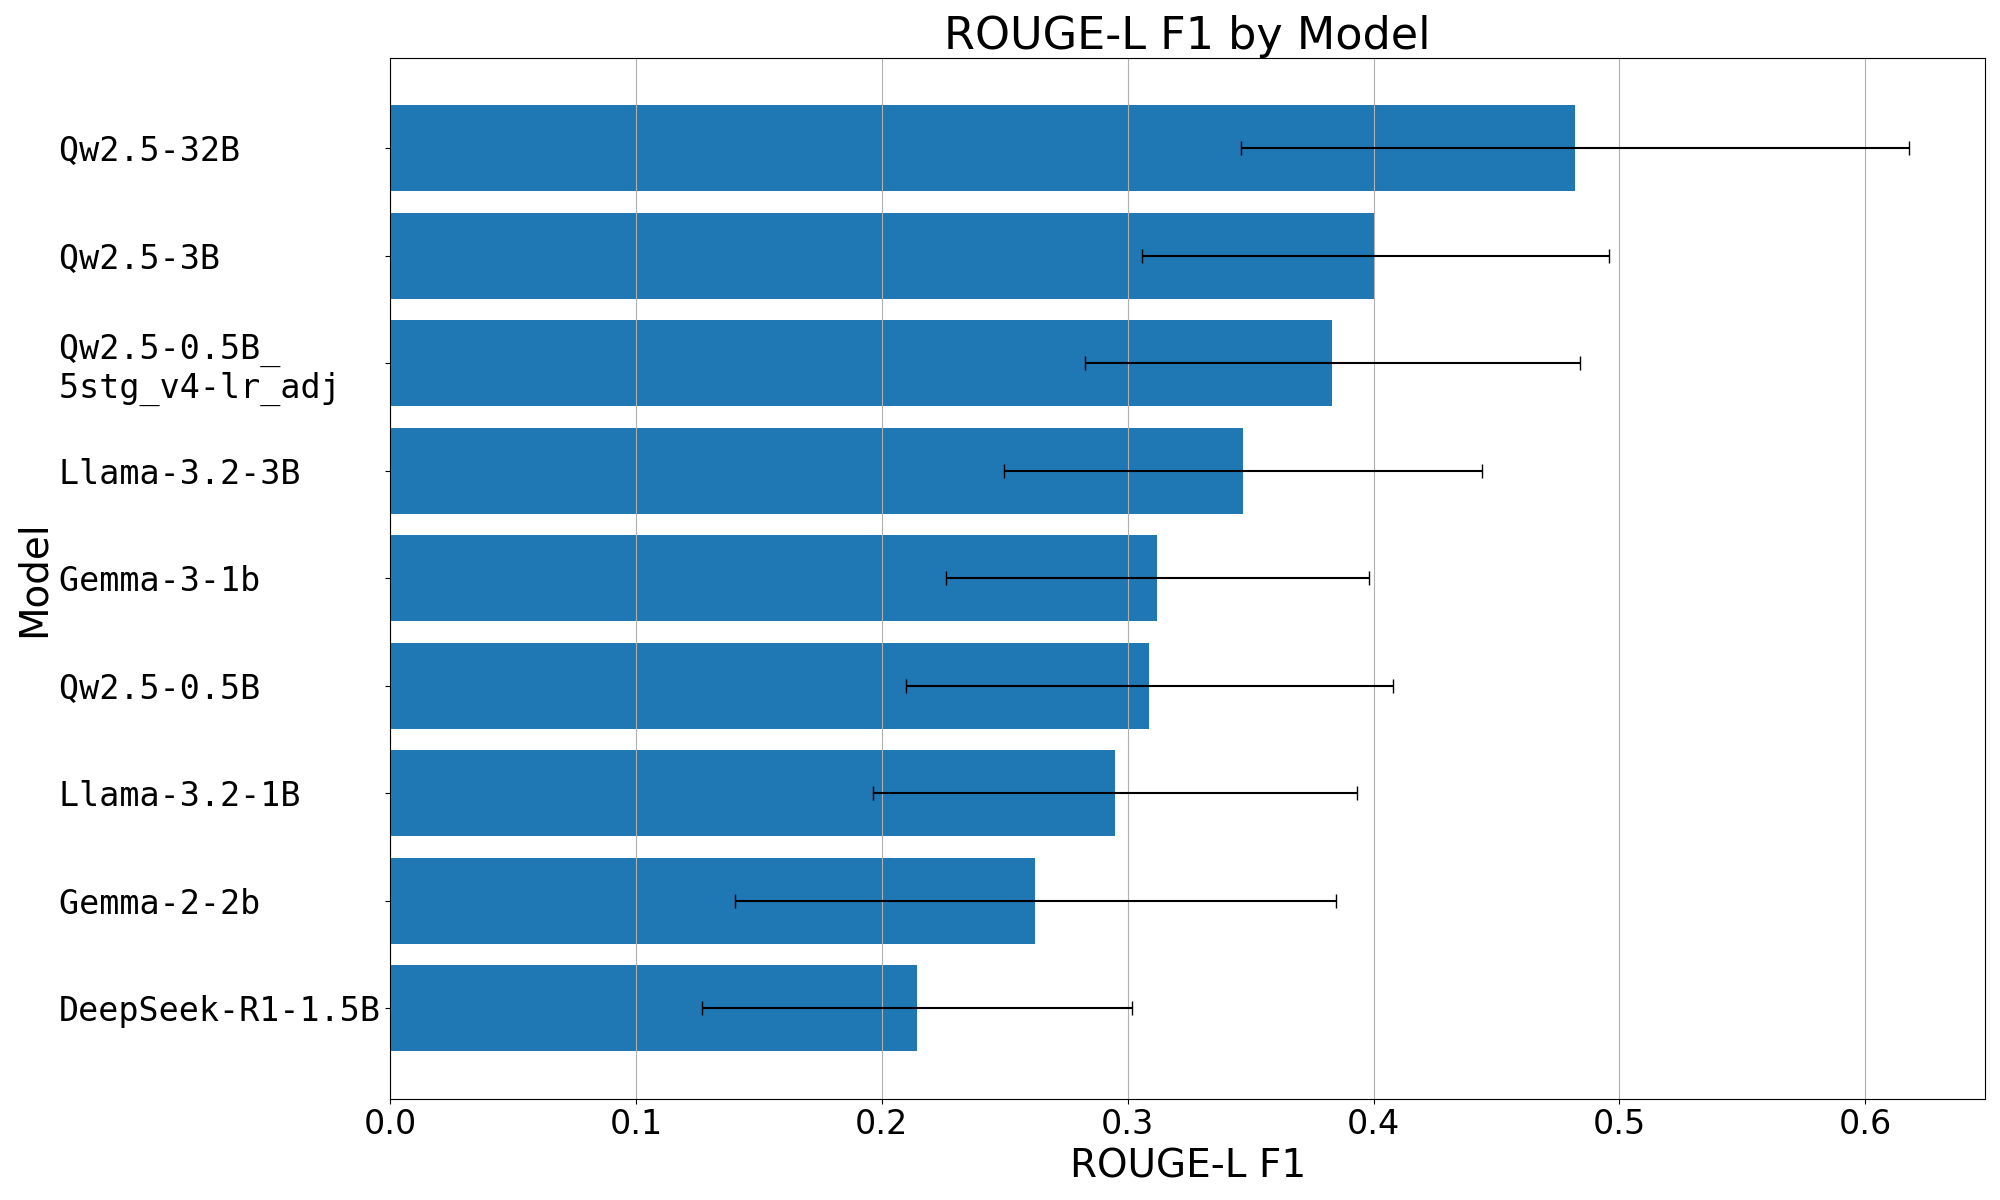 ROUGE-L F1 by Model
Qw2.5-32B
Qw2.5-3B
Qw2.5-0.5B_
5stg_v4-lr_adj
Llama-3.2-3B
Gemma-3-1b
Qw2.5-0.5B
Llama-3.2-1B
Gemma-2-2b
DeepSeek-R1-1.5B
Model
0.0 0.1 0.2 0.3 0.4 0.5 0.6
ROUGE-L F1